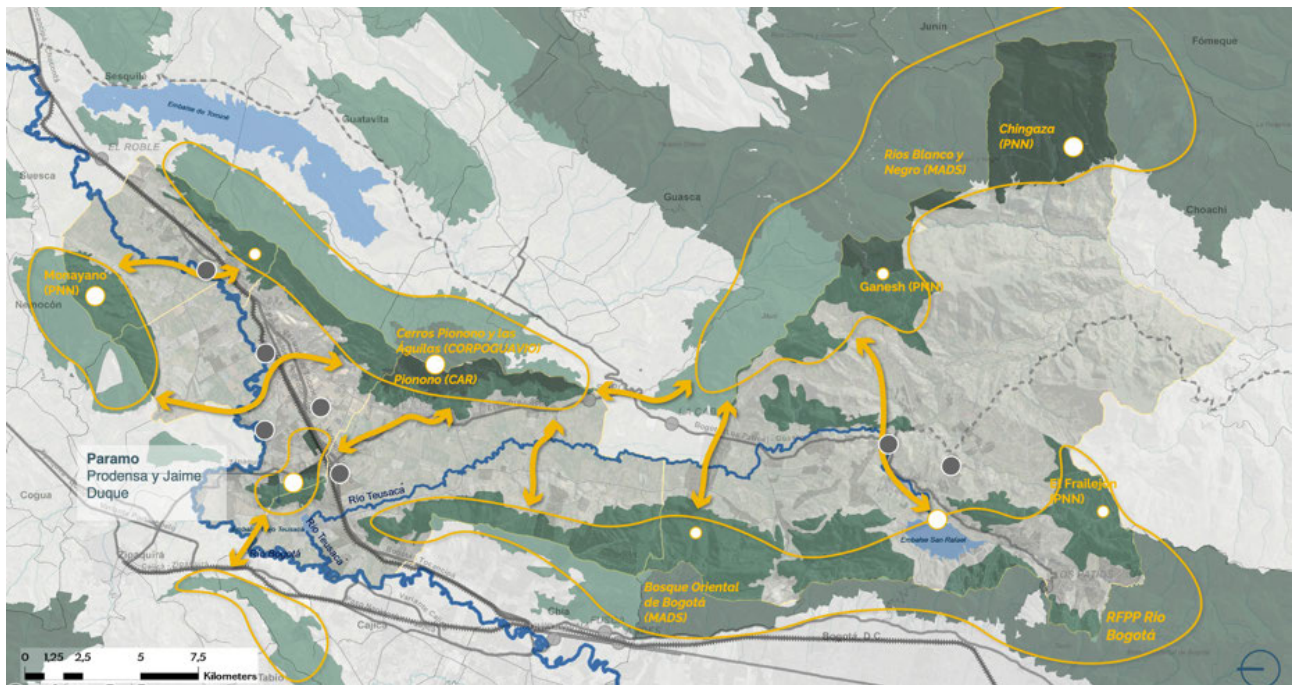 Junín
Fómeque
Sesquilé
Embalse de Tominé
Guatavita
EL ROBLE
Suesca
Guasca
Chingaza
(PNN)
Ríos Blanco y
Negro (MADS)
Choachí
Ganesh (PNN)
Monayano
(PNN)
Nemocón
Cerros Pionono y las
Águilas (CORPOGUAVIO)
Pionono (CAR)
Paramo
Prodensa y Jaime
Duque
Cogua
Río Teusacá
El Frailejón
(PNN)
Embalse San Rafael
Zipaquirá
Río Bogotá
Río Teusacá
Bosque Oriental
de Bogotá
(MADS)
Chía
Cajicá
Bogotá, D.C.
RFPP Río
Bogotá
0 1,25 2,5 5 7,5
Kilometers
Tabio